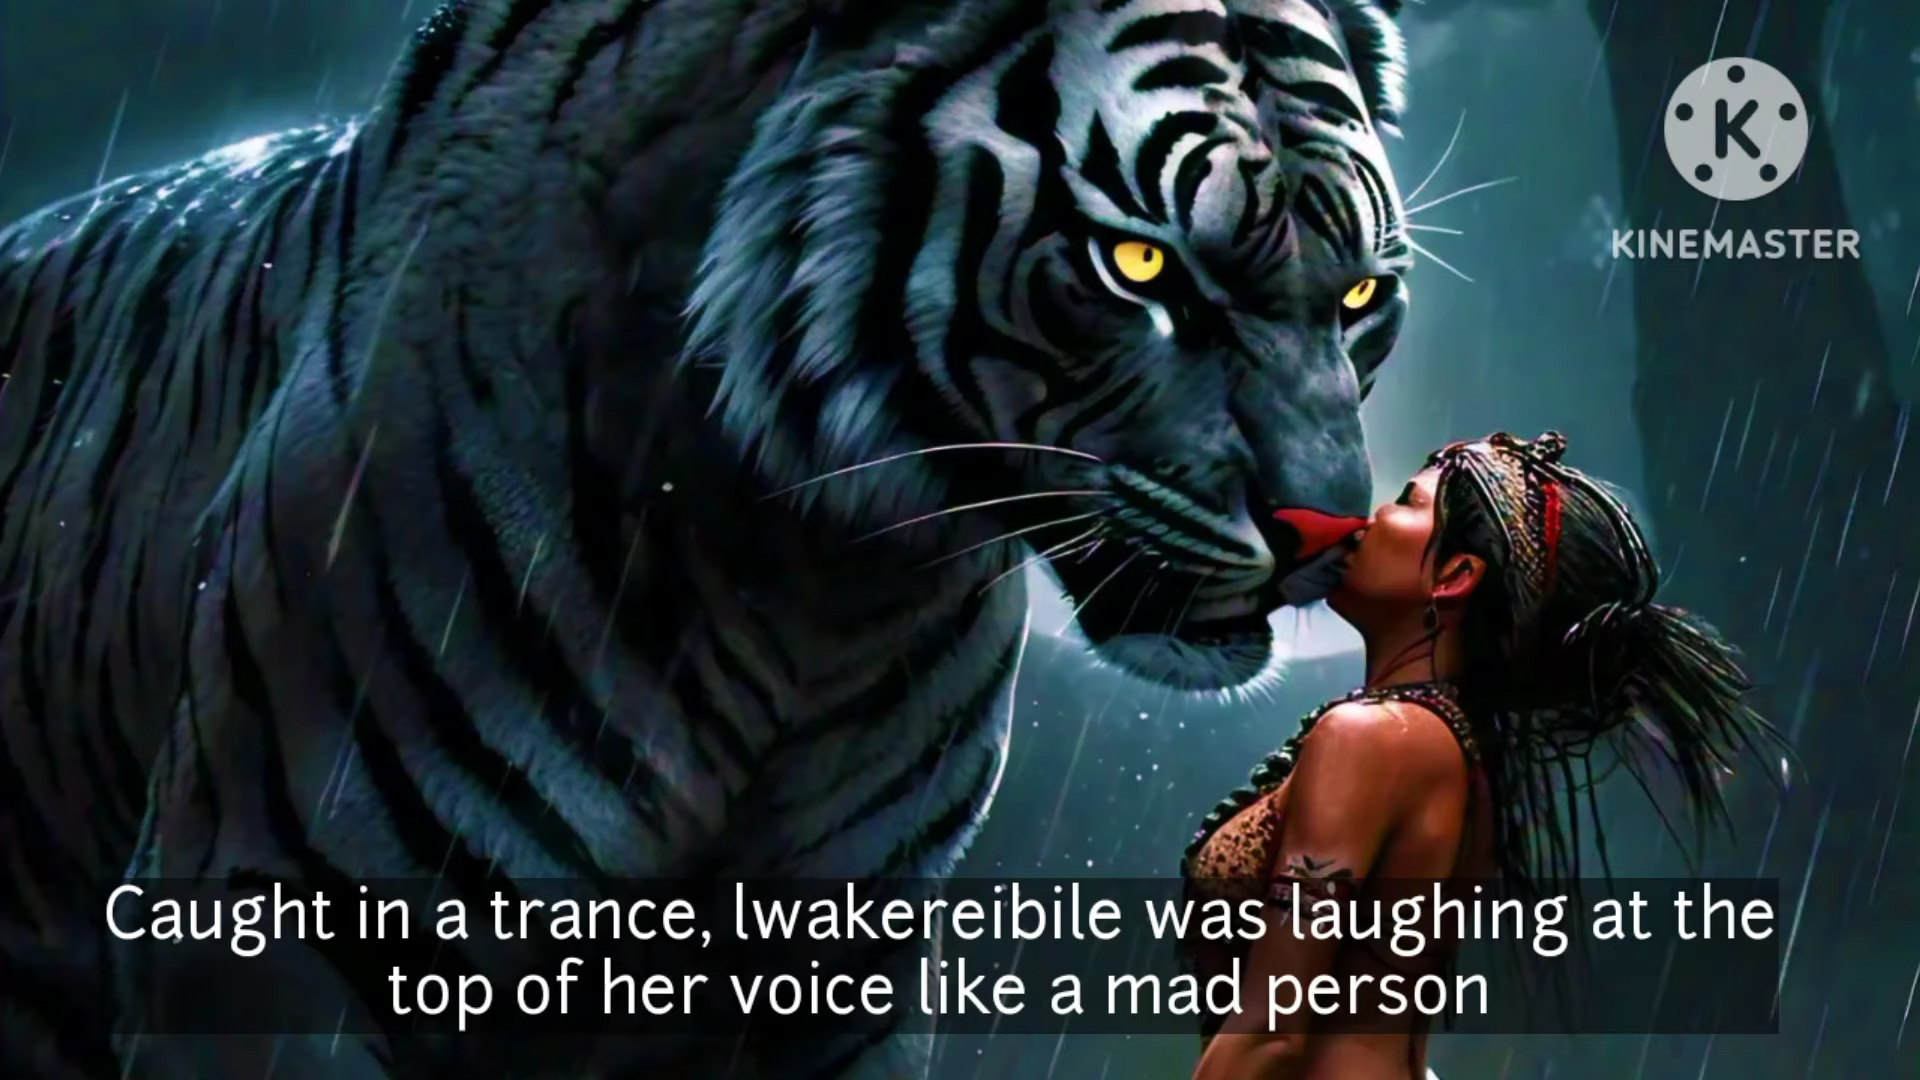 K
KINEMASTER
Caught in a trance, lwakereibile was laughing at the
top of her voice like a mad person